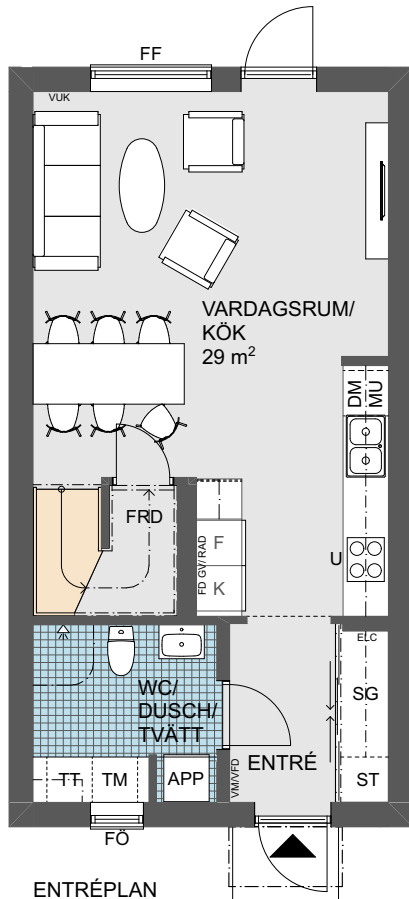 FF
VUK
VARDAGSRUM/
KÖK
29 m²
DM
MU
FRD
FD GV/ RAD
F
K
U
ELC
WC/
DUSCH/
TVÄTT
SG
ENTRÉ
VM/VFD
TT
TM
APP
ST
FÖ
ENTRÉPLAN